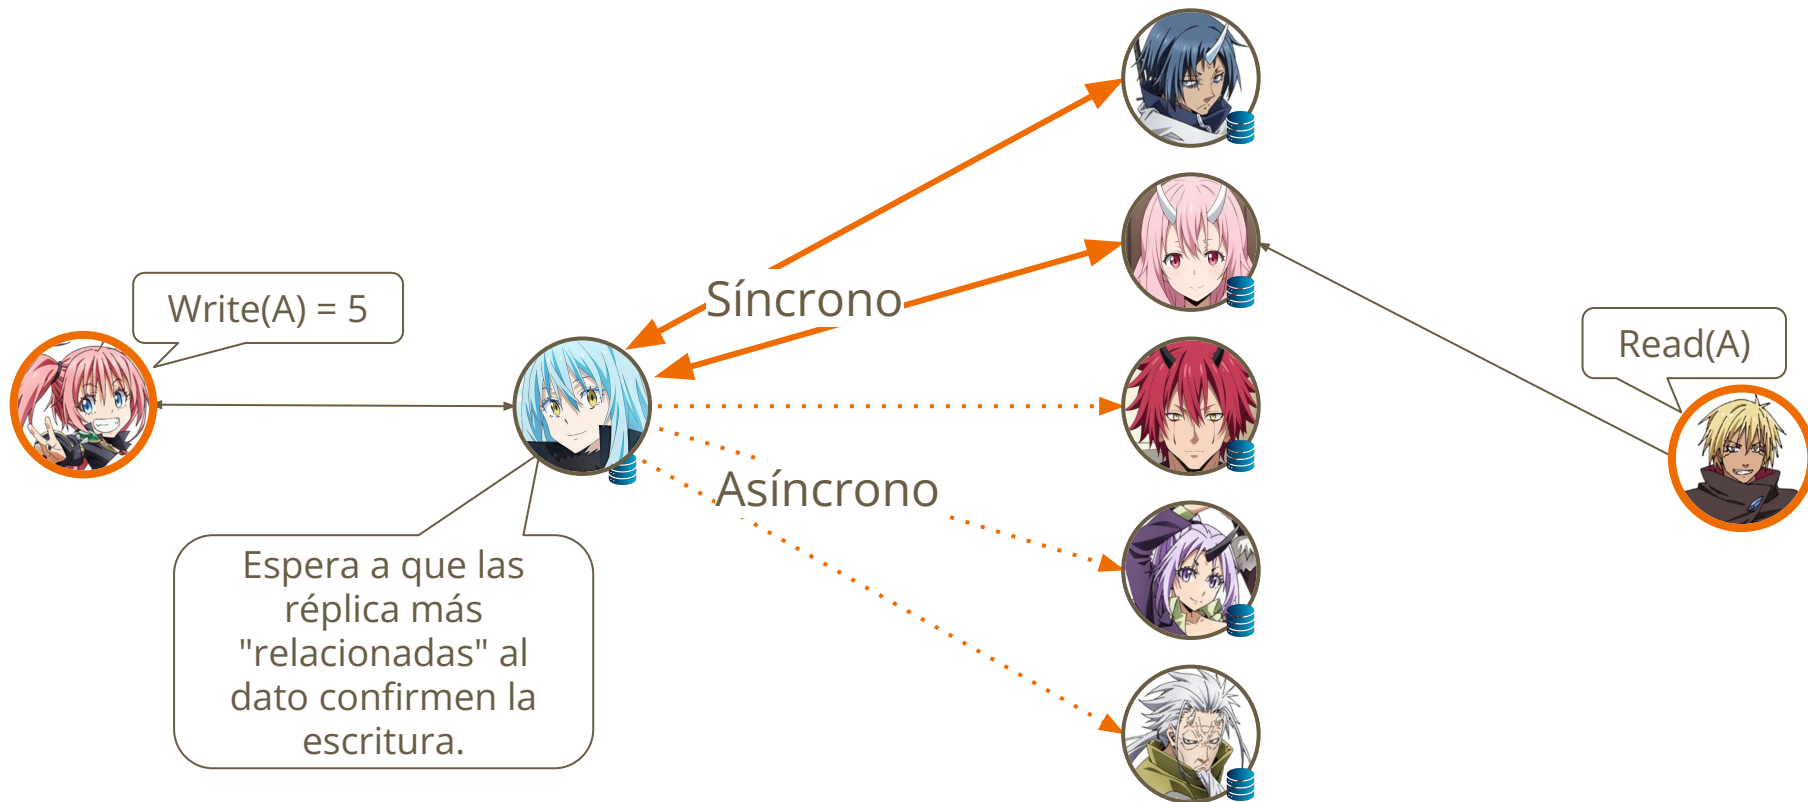 Síncrono
Write(A) = 5
Read(A)
Asíncrono
Espera a que las
réplica más
"relacionadas" al
dato confirmen la
escritura.